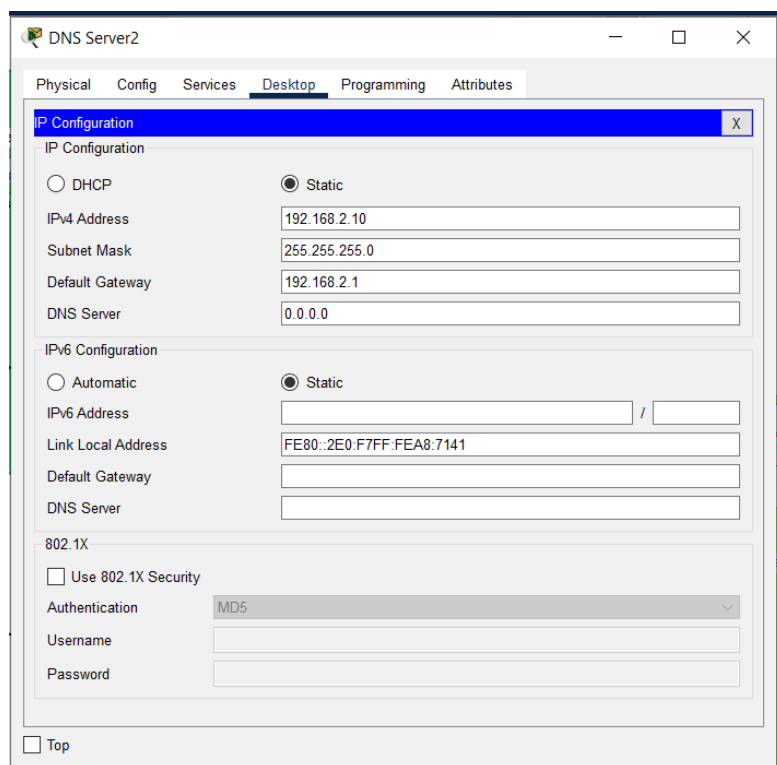 DNS Server2
Physical Config Services Desktop Programming Attributes
IP Configuration X
IP Configuration
DHCP Static
IPv4 Address 192.168.2.10
Subnet Mask 255.255.255.0
Default Gateway 192.168.2.1
DNS Server 0.0.0.0
IPv6 Configuration
Automatic Static
IPv6 Address /
Link Local Address FE80::2E0:F7FF:FEA8:7141
Default Gateway
DNS Server
802.1X
Use 802.1X Security
Authentication MD5
Username
Password
Top